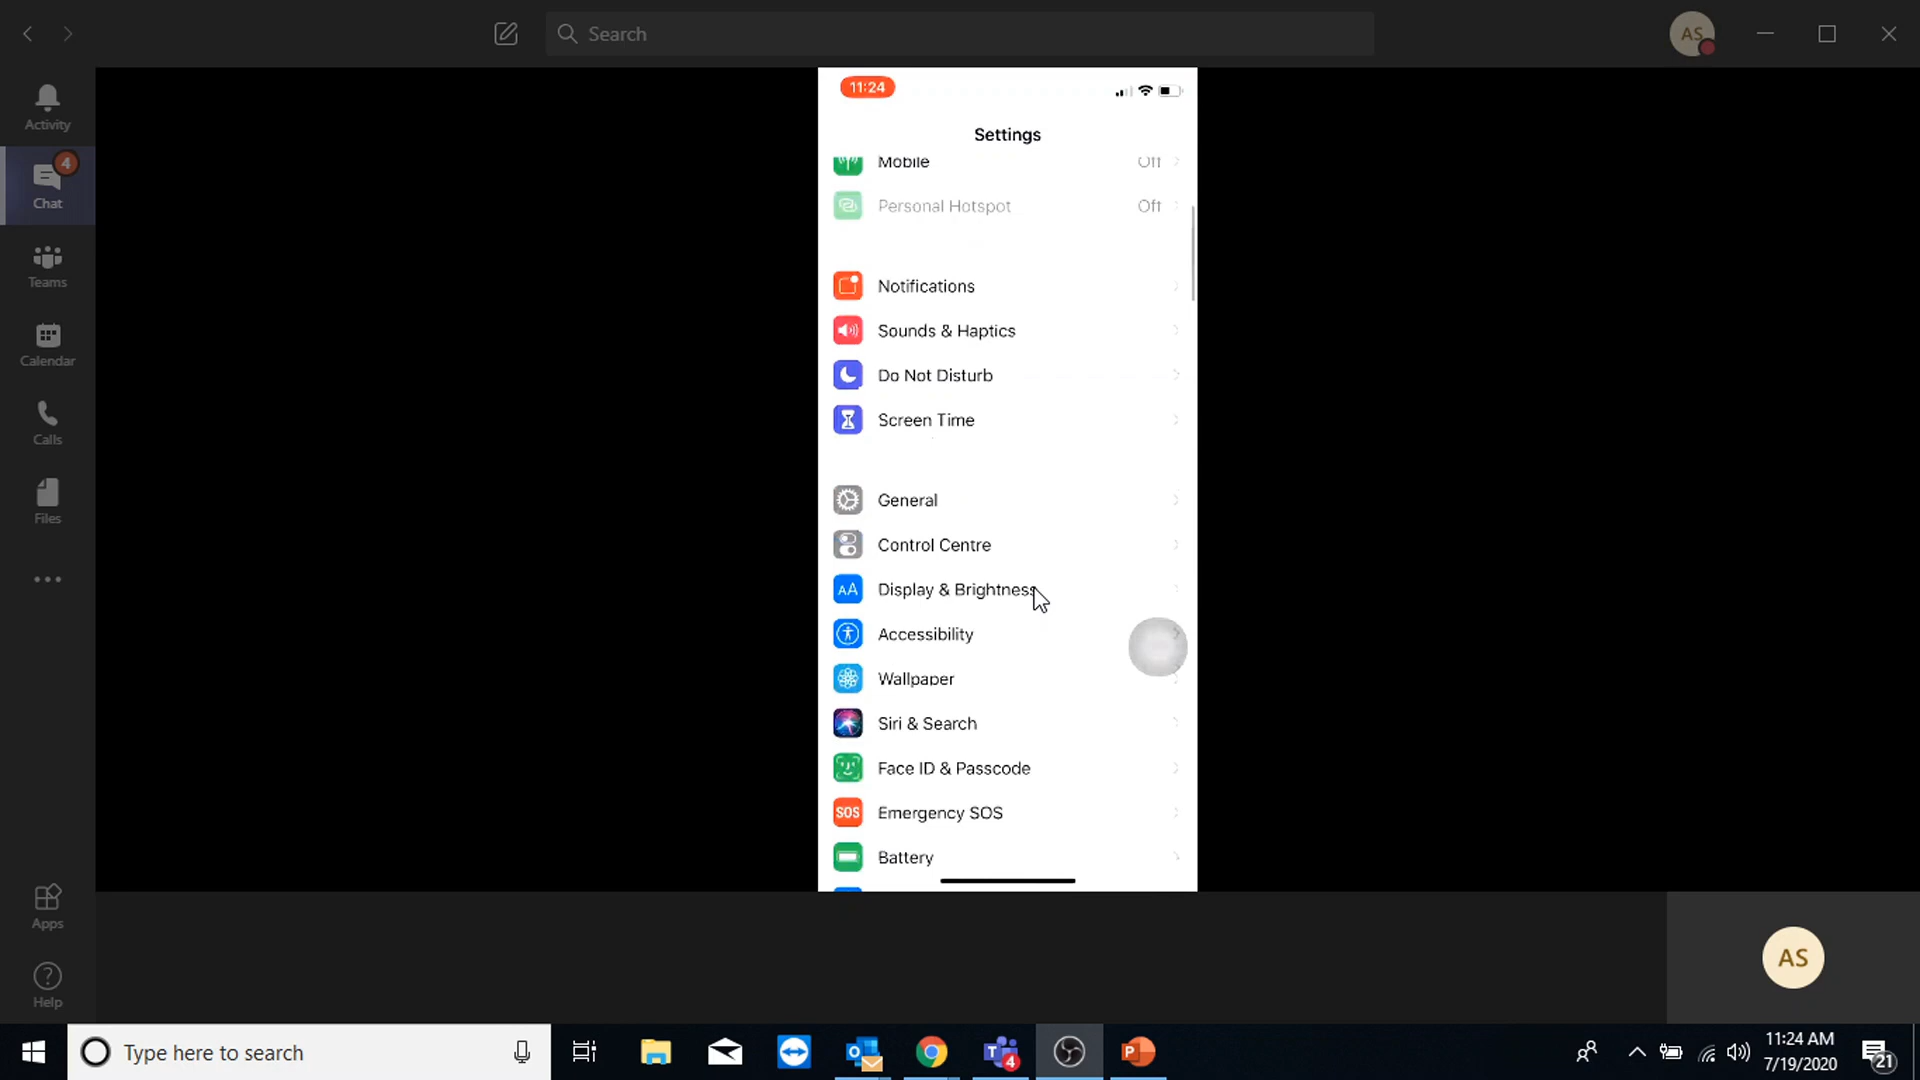 Search
AS
Activity
4
Chat
Teams
Calendar
Calls
Files
Apps
Help
11:24
Settings
Mobile Off
Personal Hotspot Off
Notifications
Sounds & Haptics
Do Not Disturb
Screen Time
General
Control Centre
AA Display & Brightness
Accessibility
Wallpaper
Siri & Search
Face ID & Passcode
SOS Emergency SOS
Battery
AS
Type here to search
4
11:24 AM
7/19/2020
21